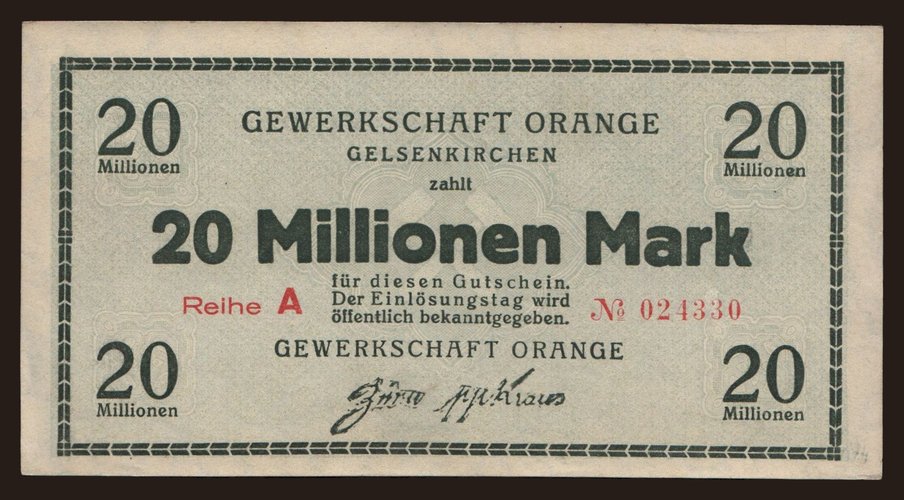 20 Millionen
20 Millionen
GEWERKSCHAFT ORANGE
GELSENKIRCHEN
zahlt
20 Millionen Mark
für diesen Gutschein.
Der Einlösungstag wird
öffentlich bekanntgegeben.
Reihe A
№ 024330
GEWERKSCHAFT ORANGE
20 Millionen
20 Millionen